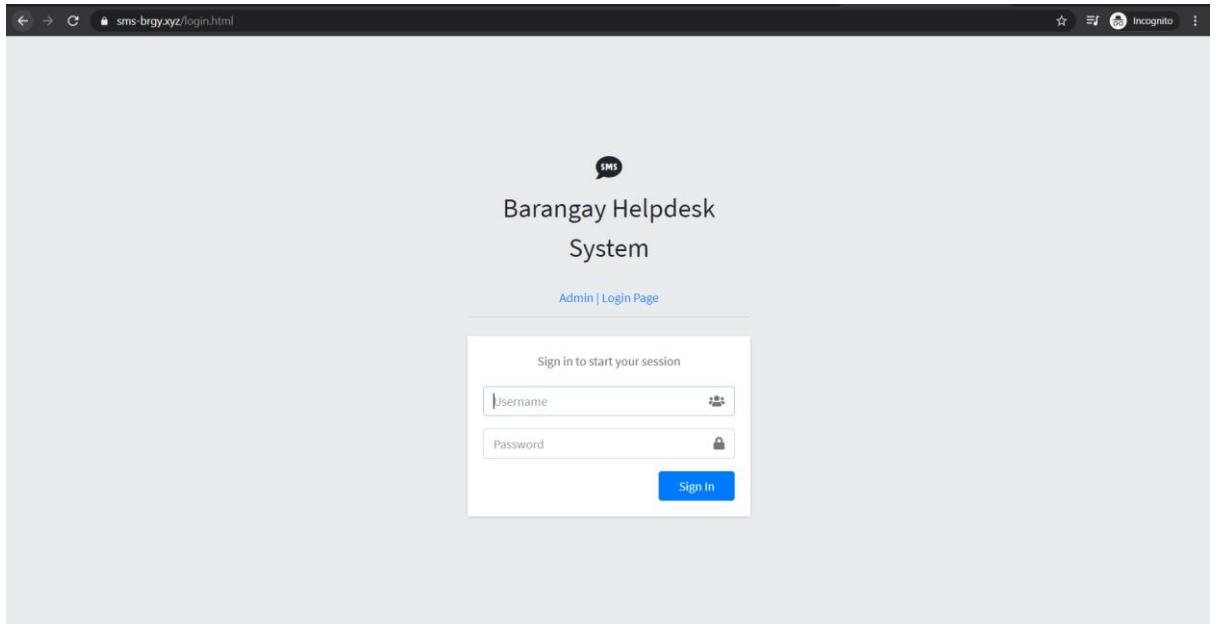 sms-brgy.xyz/login.html
Incognito
SMS
Barangay Helpdesk
System
Admin | Login Page
Sign in to start your session
Username
Password
Sign In